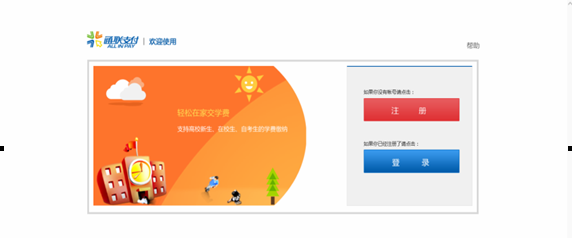 通联支付 | 欢迎使用
ALLINPAY
帮助
轻松在家交学费
支持高校新生、在校生、自考生的学费缴纳
如果你没有帐号请点击：
注 册
如果你已经注册了请点击：
登 录